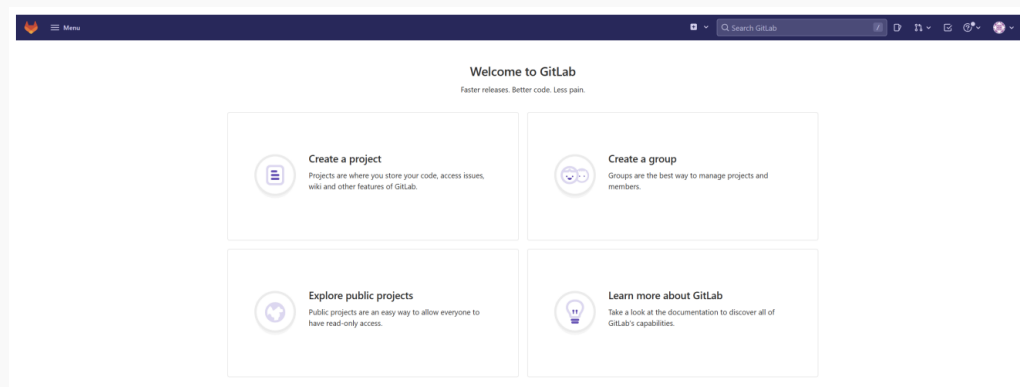 Menu
Search GitLab
/
Welcome to GitLab
Faster releases. Better code. Less pain.
Create a project
Projects are where you store your code, access issues,
wiki and other features of GitLab.
Create a group
Groups are the best way to manage projects and
members.
Explore public projects
Public projects are an easy way to allow everyone to
have read-only access.
Learn more about GitLab
Take a look at the documentation to discover all of
GitLab's capabilities.